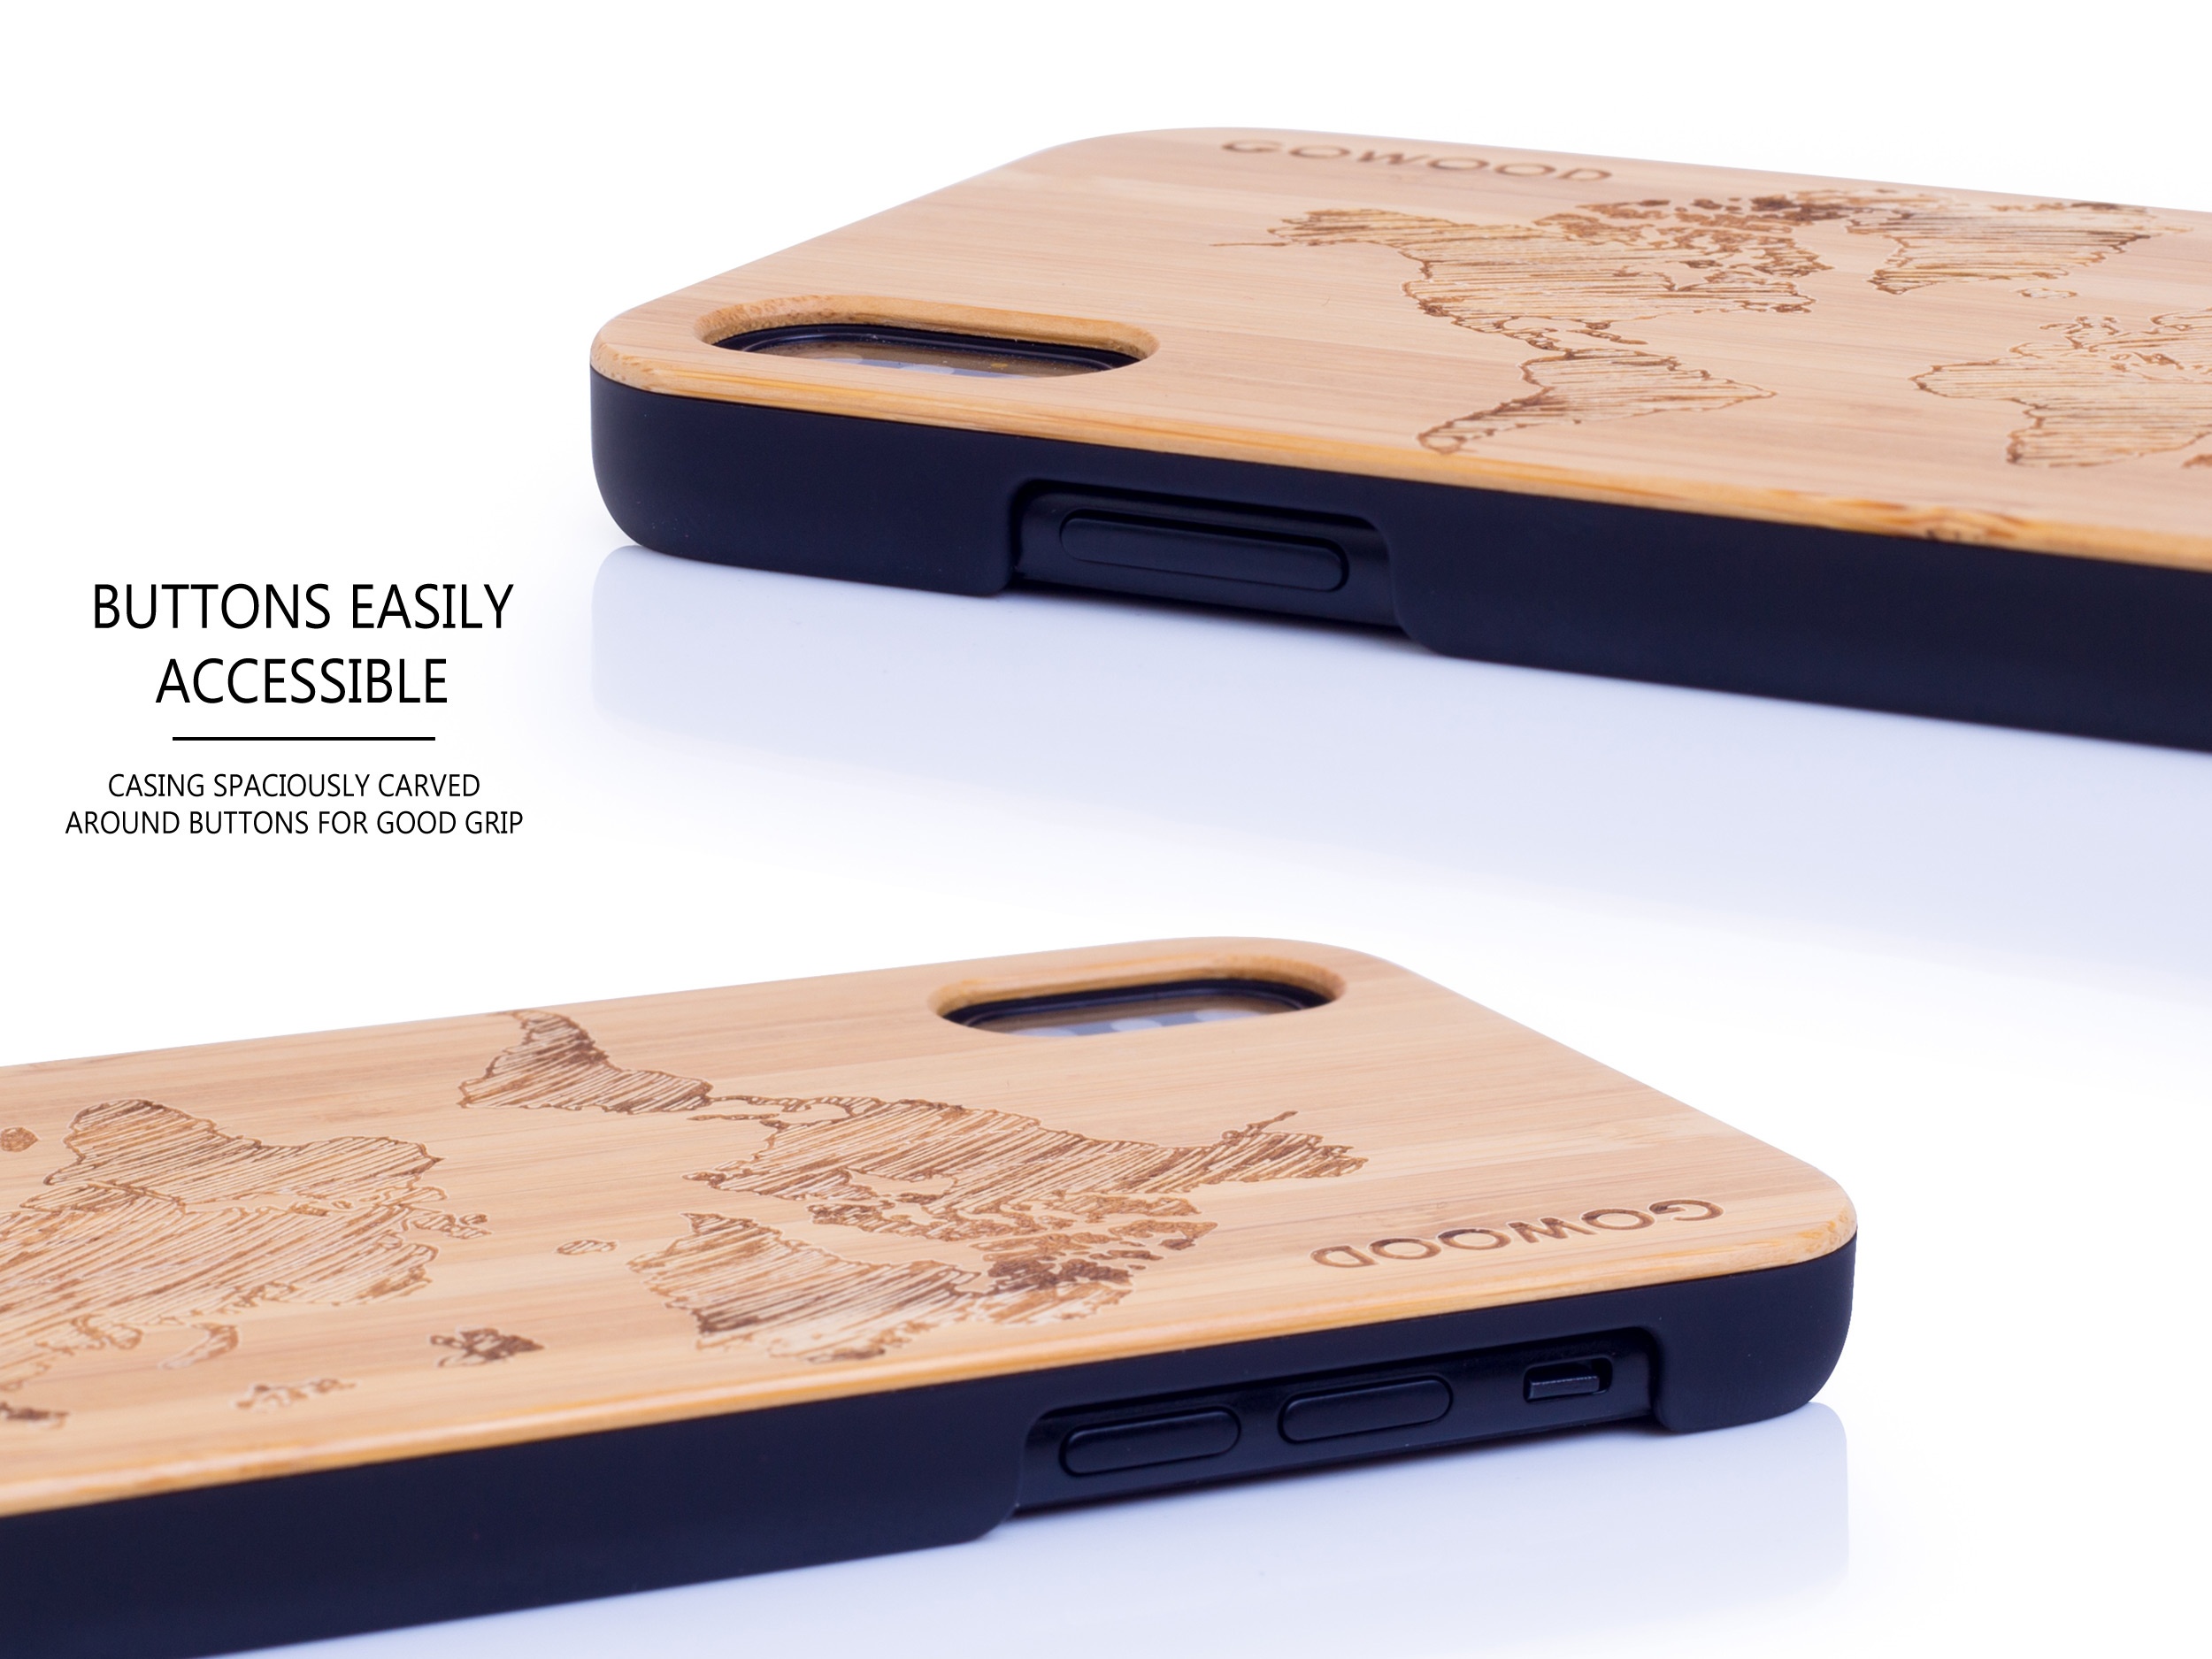 GOWOOD
BUTTONS EASILY
ACCESSIBLE
CASING SPACIOUSLY CARVED
AROUND BUTTONS FOR GOOD GRIP
GOWOOD